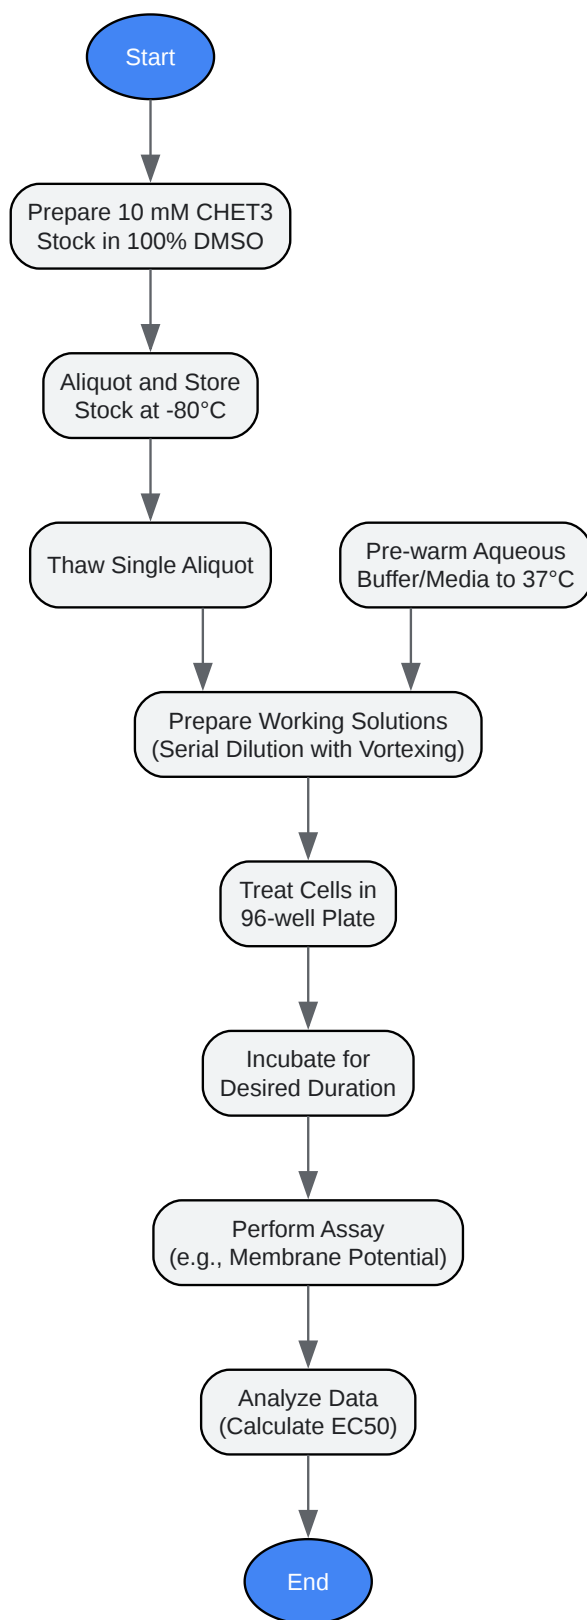 Start
Prepare 10 mM CHET3
Stock in 100% DMSO
Aliquot and Store
Stock at -80°C
Thaw Single Aliquot
Pre-warm Aqueous
Buffer/Media to 37°C
Prepare Working Solutions
(Serial Dilution with Vortexing)
Treat Cells in
96-well Plate
Incubate for
Desired Duration
Perform Assay
(e.g., Membrane Potential)
Analyze Data
(Calculate EC50)
End